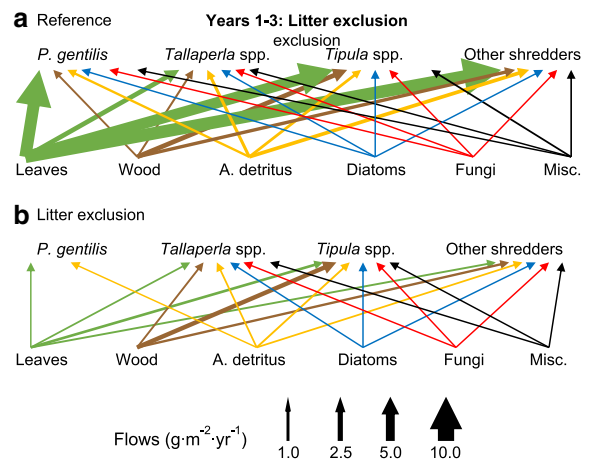 a Reference Years 1-3: Litter exclusion
exclusion
P. gentilis Tallaperla spp. Tipula spp. Other shredders
Leaves Wood A. detritus Diatoms Fungi Misc.
b Litter exclusion
P. gentilis Tallaperla spp. Tipula spp. Other shredders
Leaves Wood A. detritus Diatoms Fungi Misc.
Flows (g·m⁻²·yr⁻¹)
1.0 2.5 5.0 10.0